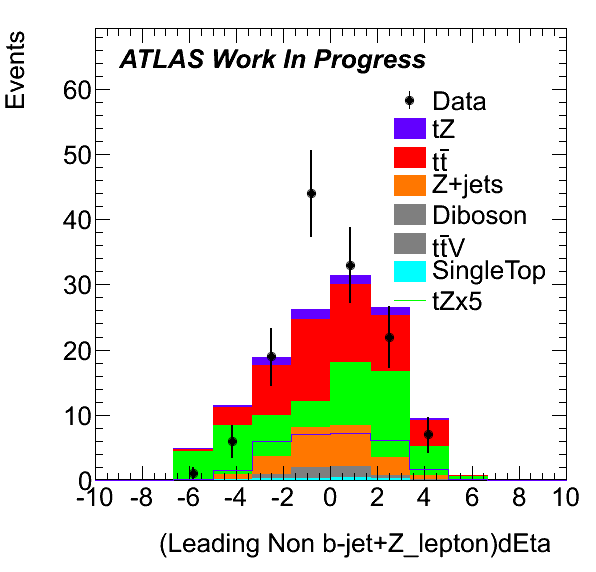 Events
ATLAS Work In Progress
Data
tZ
tt̄
Z+jets
Diboson
tt̄V
SingleTop
tZx5
60
50
40
30
20
10
0
-10 -8 -6 -4 -2 0 2 4 6 8 10
(Leading Non b-jet+Z_lepton)dEta